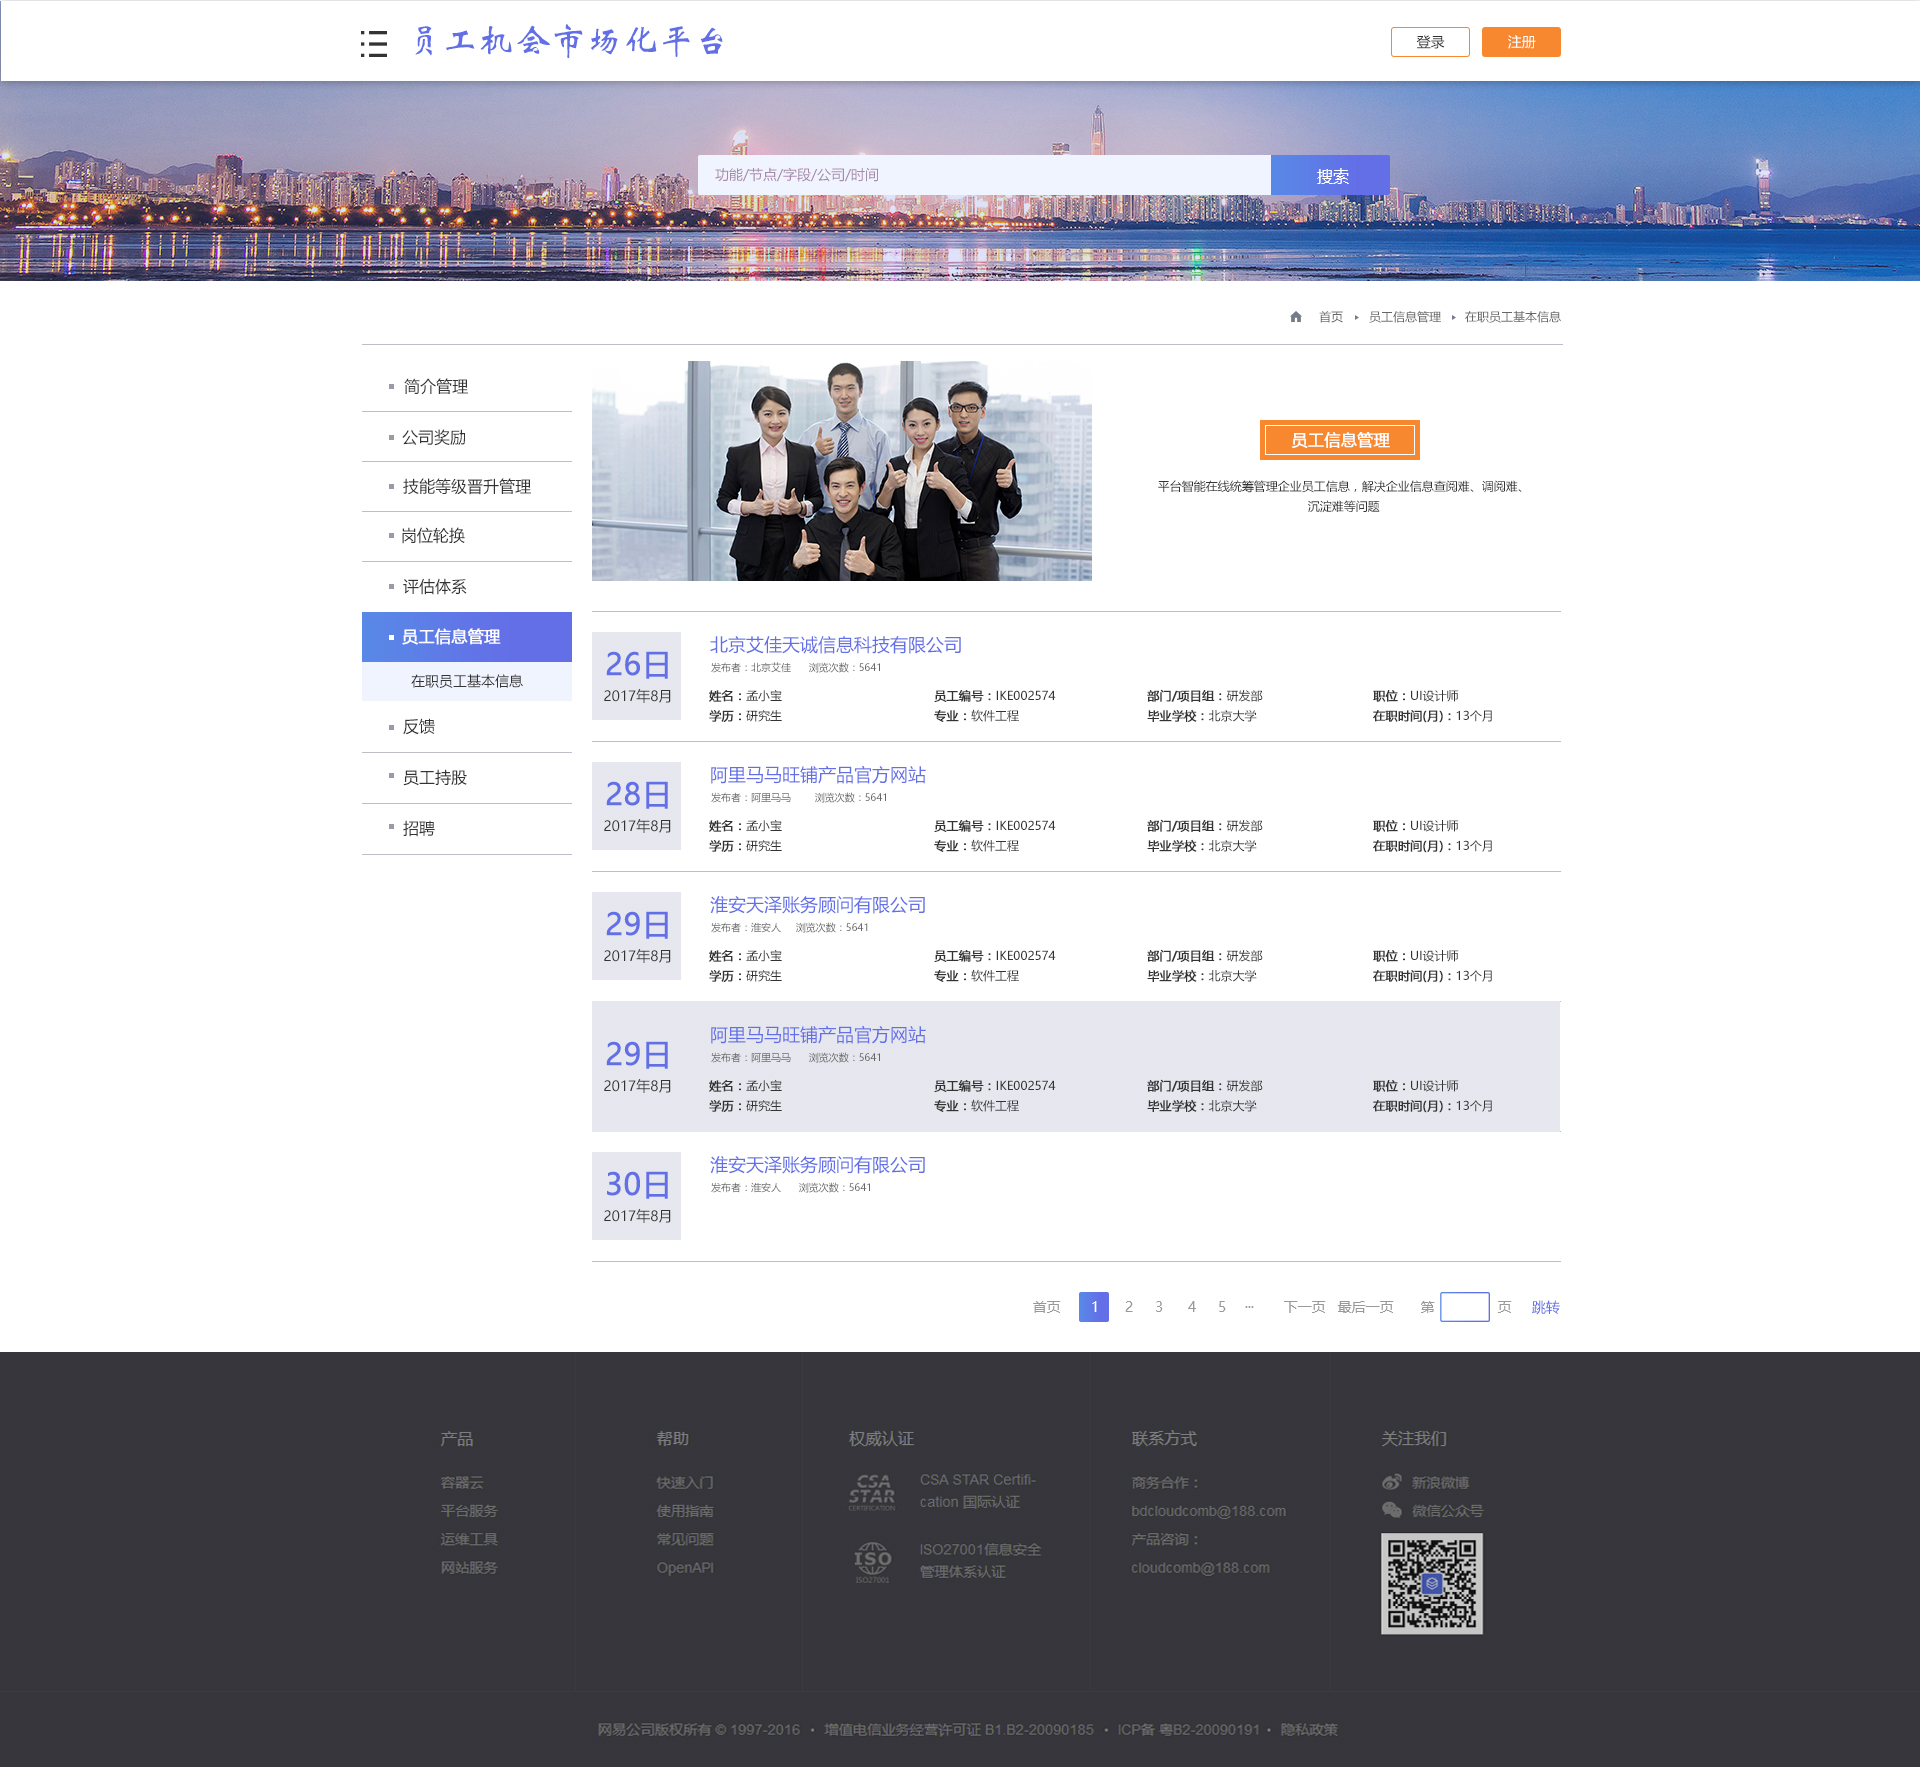 员工机会市场化平台
登录
注册
功能/节点/字段/公司/时间
搜索
首页
员工信息管理
在职员工基本信息
简介管理
公司奖励
技能等级晋升管理
岗位轮换
评估体系
员工信息管理
在职员工基本信息
反馈
员工持股
招聘
员工信息管理
平台智能在线统筹管理企业员工信息，解决企业信息查阅难、调阅难、
沉淀难等问题
26日
2017年8月
北京艾佳天诚信息科技有限公司
发布者：北京艾佳 浏览次数：5641
姓名：孟小宝 员工编号：IKE002574 部门/项目组：研发部 职位：UI设计师
学历：研究生 专业：软件工程 毕业学校：北京大学 在职时间(月)：13个月
28日
2017年8月
阿里马马旺铺产品官方网站
发布者：阿里马马 浏览次数：5641
姓名：孟小宝 员工编号：IKE002574 部门/项目组：研发部 职位：UI设计师
学历：研究生 专业：软件工程 毕业学校：北京大学 在职时间(月)：13个月
29日
2017年8月
淮安天泽账务顾问有限公司
发布者：淮安人 浏览次数：5641
姓名：孟小宝 员工编号：IKE002574 部门/项目组：研发部 职位：UI设计师
学历：研究生 专业：软件工程 毕业学校：北京大学 在职时间(月)：13个月
29日
2017年8月
阿里马马旺铺产品官方网站
发布者：阿里马马 浏览次数：5641
姓名：孟小宝 员工编号：IKE002574 部门/项目组：研发部 职位：UI设计师
学历：研究生 专业：软件工程 毕业学校：北京大学 在职时间(月)：13个月
30日
2017年8月
淮安天泽账务顾问有限公司
发布者：淮安人 浏览次数：5641
首页 1 2 3 4 5 ... 下一页 最后一页 第 页 跳转
产品
容器云
平台服务
运维工具
网站服务
帮助
快速入门
使用指南
常见问题
OpenAPI
权威认证
CSA
STAR
CERTIFICATION
CSA STAR Certifi-
cation 国际认证
ISO
ISO27001
ISO27001信息安全
管理体系认证
联系方式
商务合作：
bdcloudcomb@188.com
产品咨询：
cloudcomb@188.com
关注我们
新浪微博
微信公众号
网易公司版权所有 © 1997-2016 • 增值电信业务经营许可证 B1.B2-20090185 • ICP备 粤B2-20090191 • 隐私政策